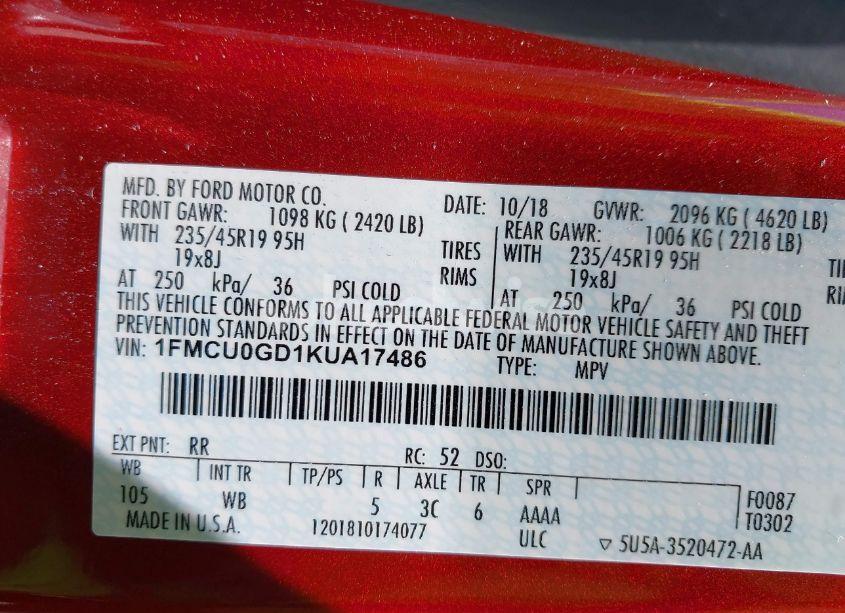 MFD. BY FORD MOTOR CO. DATE: 10/18 GVWR: 2096 KG ( 4620 LB)
FRONT GAWR: 1098 KG ( 2420 LB) REAR GAWR: 1006 KG ( 2218 LB)
WITH 235/45R19 95H TIRES WITH 235/45R19 95H
19x8J RIMS 19x8J
AT 250 kPa/ 36 PSI COLD AT 250 kPa/ 36 PSI COLD
THIS VEHICLE CONFORMS TO ALL APPLICABLE FEDERAL MOTOR VEHICLE SAFETY AND THEFT
PREVENTION STANDARDS IN EFFECT ON THE DATE OF MANUFACTURE SHOWN ABOVE.
VIN: 1FMCU0GD1KUA17486 TYPE: MPV
EXT PNT: RR RC: 52 DSO:
WB INT TR TP/PS R AXLE TR SPR F0087
105 WB 5 3C 6 AAAA T0302
MADE IN U.S.A. 1201810174077 ULC ▽ 5U5A-3520472-AA